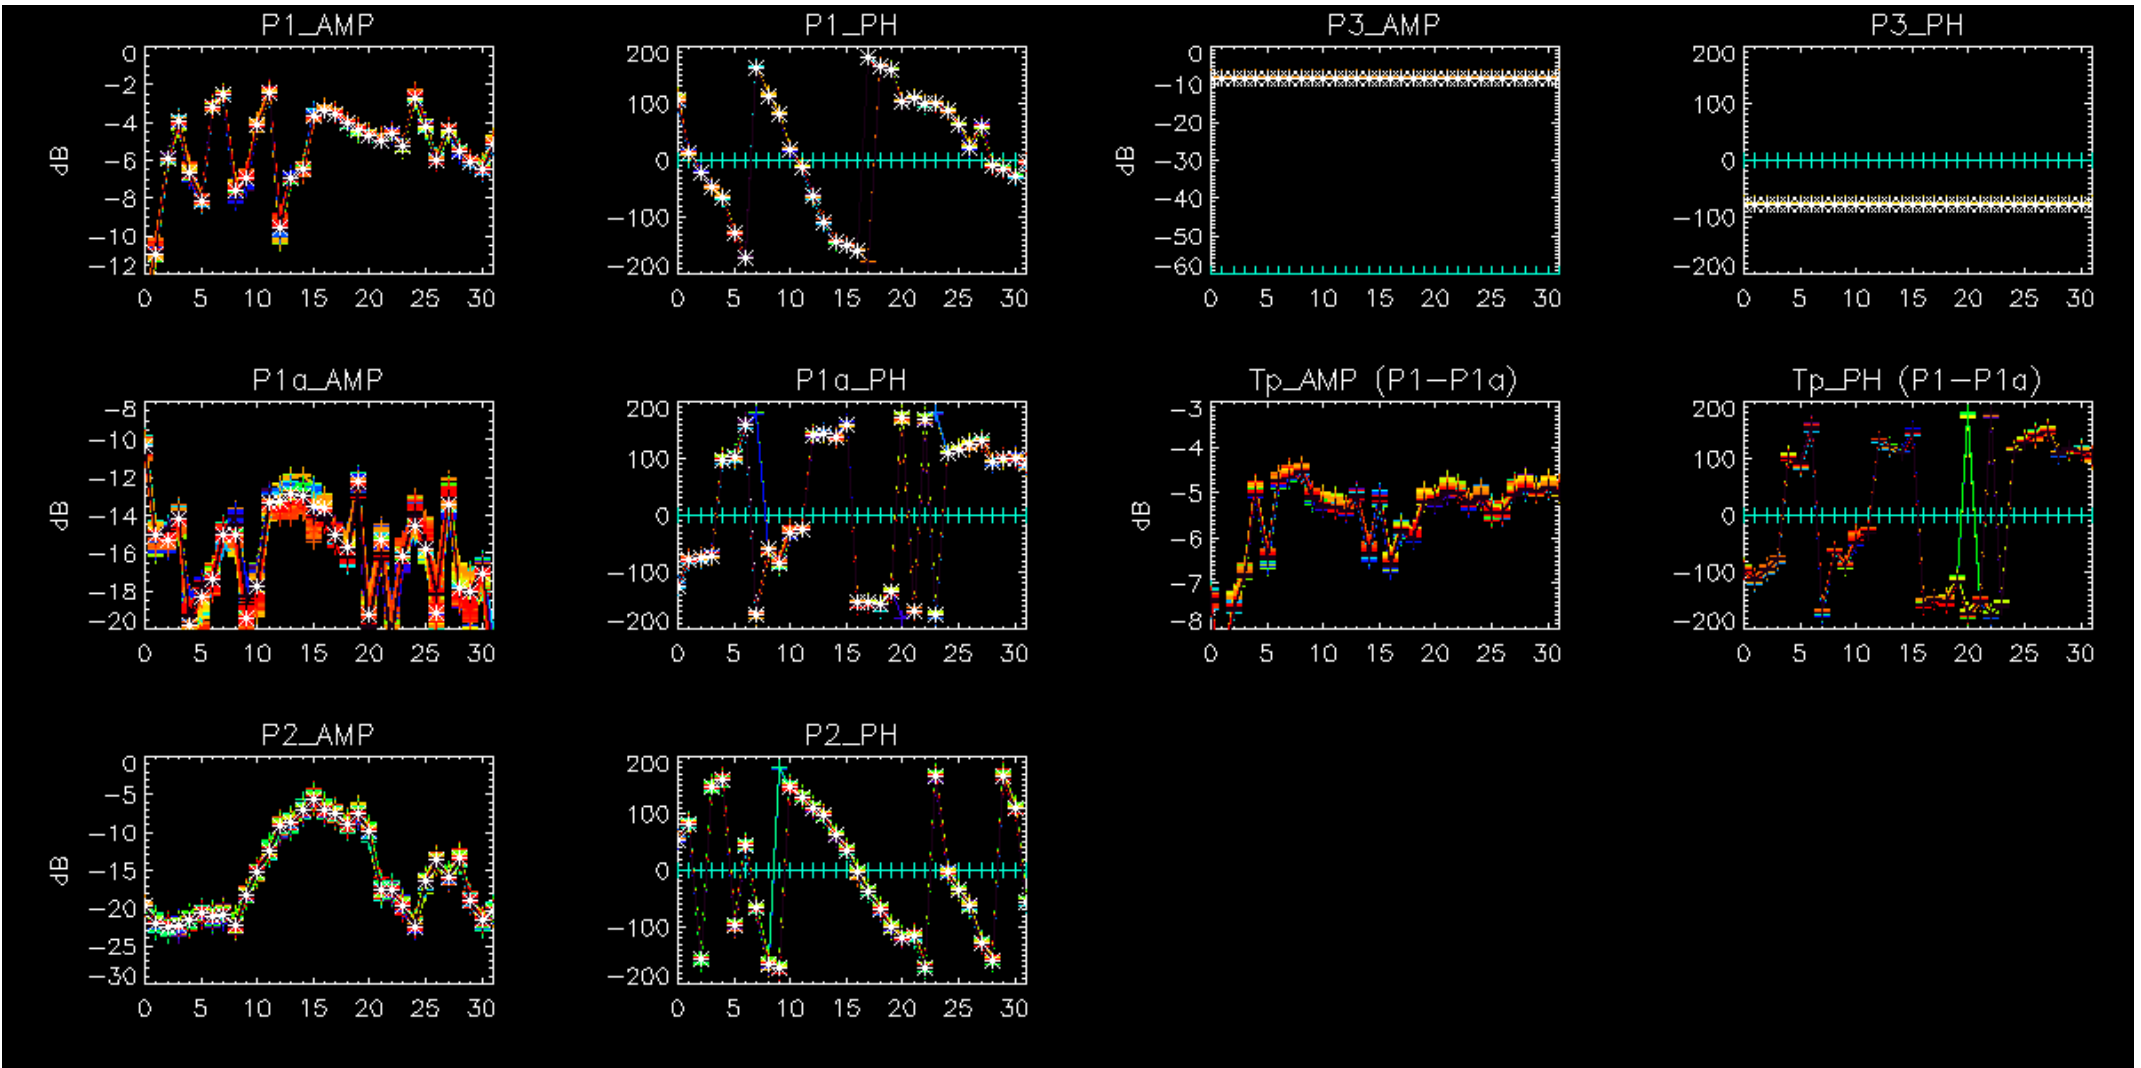 P1_AMP
P1_PH
P3_AMP
P3_PH
dB
0
-2
-4
-6
-8
-10
-12
0 5 10 15 20 25 30
200
100
0
-100
-200
0 5 10 15 20 25 30
dB
0
-10
-20
-30
-40
-50
-60
0 5 10 15 20 25 30
200
100
0
-100
-200
0 5 10 15 20 25 30
P1a_AMP
P1a_PH
Tp_AMP (P1-P1a)
Tp_PH (P1-P1a)
dB
-8
-10
-12
-14
-16
-18
-20
0 5 10 15 20 25 30
200
100
0
-100
-200
0 5 10 15 20 25 30
dB
-3
-4
-5
-6
-7
-8
0 5 10 15 20 25 30
200
100
0
-100
-200
0 5 10 15 20 25 30
P2_AMP
P2_PH
dB
0
-5
-10
-15
-20
-25
-30
0 5 10 15 20 25 30
200
100
0
-100
-200
0 5 10 15 20 25 30